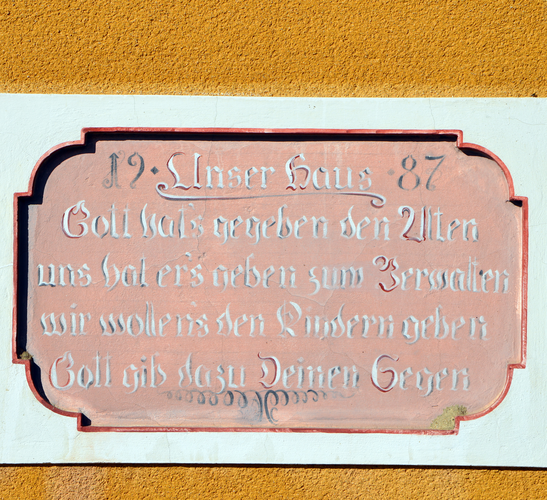 19 · Unser Haus · 87
Gott hat's gegeben den Alten
uns hat er's geben zum Verwalten
wir wollen's den Kindern geben
Gott gib dazu Deinen Segen